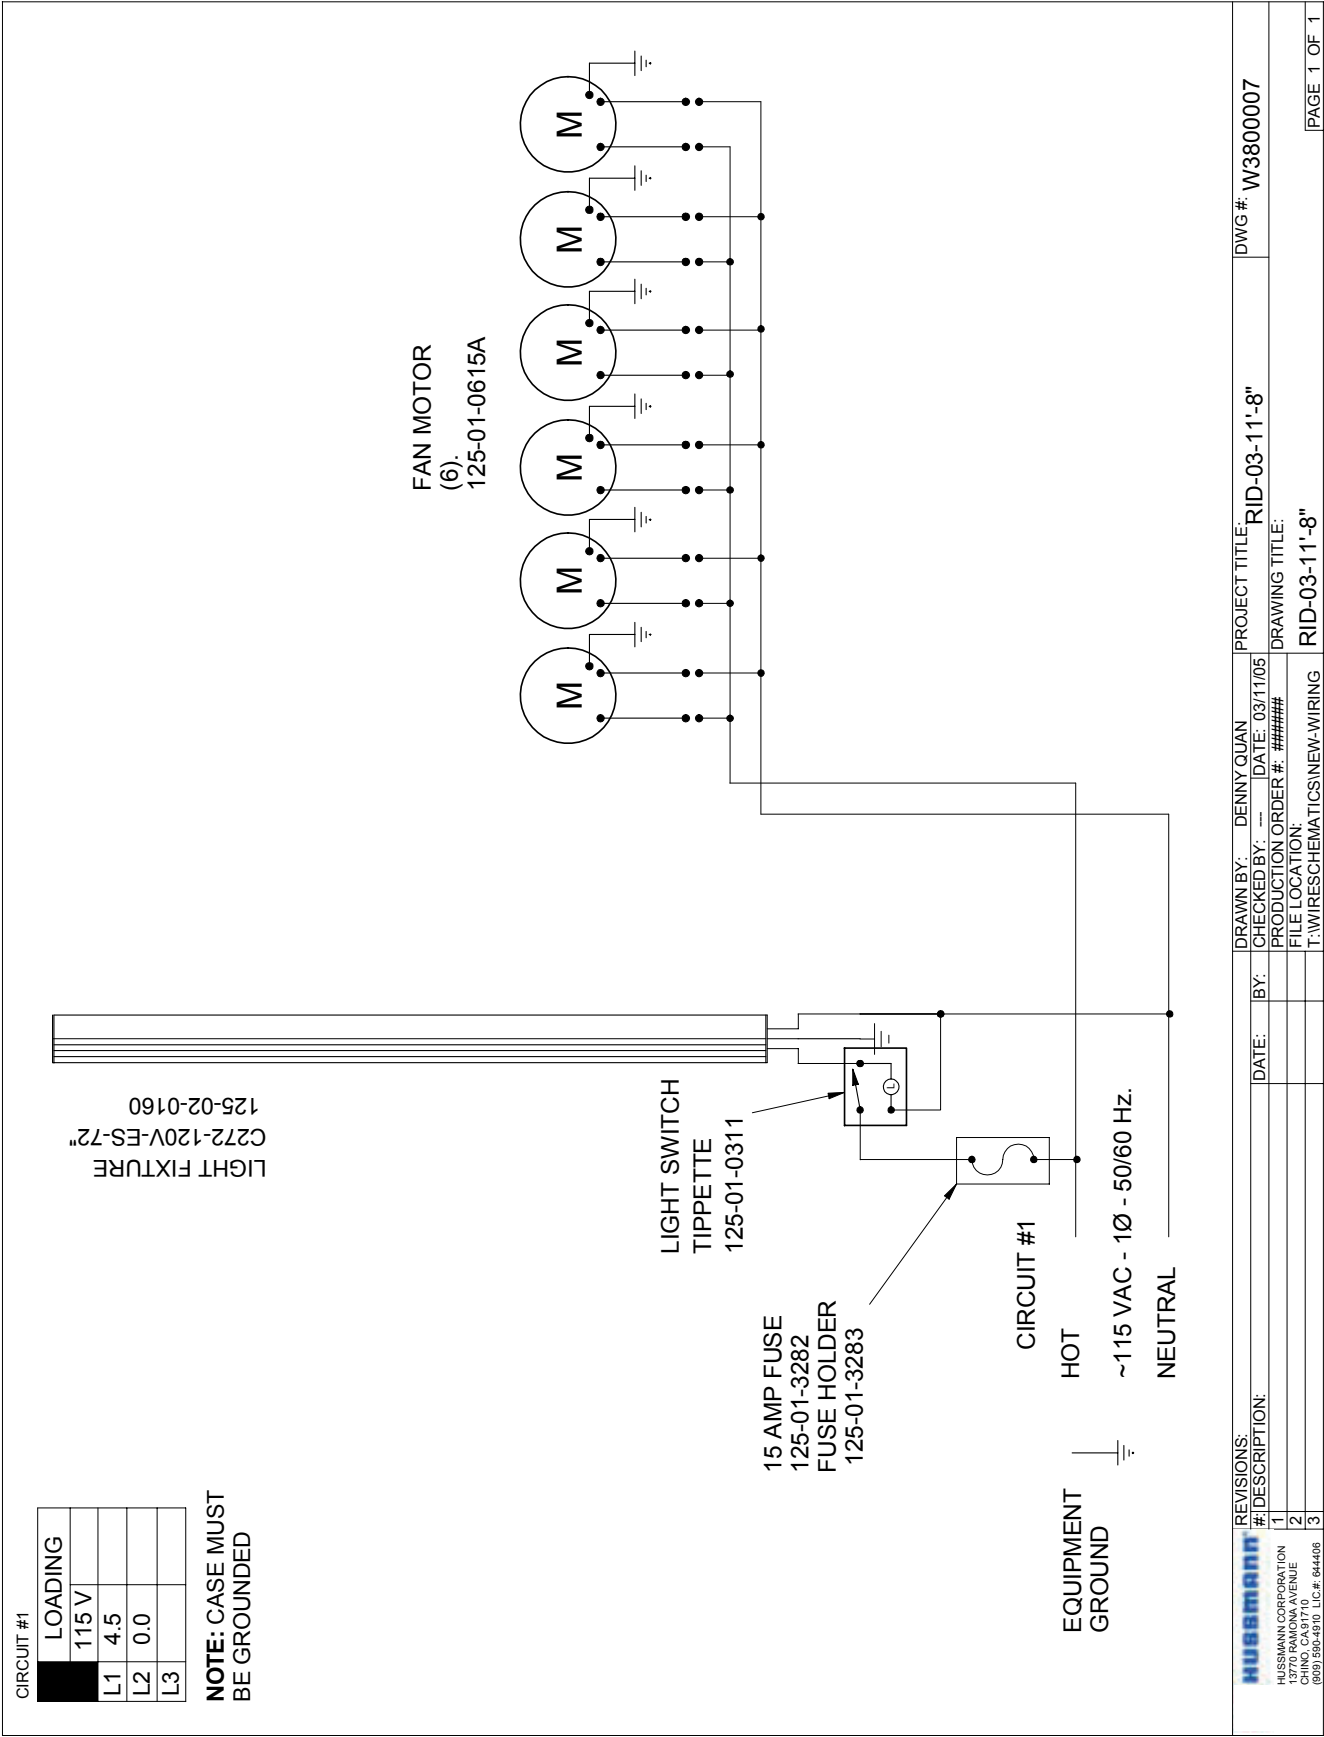 CIRCUIT #1
LOADING
115 V
L1 4.5
L2 0.0
L3
NOTE: CASE MUST
BE GROUNDED
LIGHT FIXTURE
C272-120V-ES-72"
125-02-0160
FAN MOTOR
(6).
125-01-0615A
M
M
M
M
M
M
LIGHT SWITCH
TIPPETTE
125-01-0311
L
15 AMP FUSE
125-01-3282
FUSE HOLDER
125-01-3283
CIRCUIT #1
HOT
~115 VAC - 1Ø - 50/60 Hz.
NEUTRAL
EQUIPMENT
GROUND
HUSSMANN
HUSSMANN CORPORATION
13770 RAMONA AVENUE
CHINO, CA.91710
(909) 590-4910 LIC.#: 644406
REVISIONS:
#: DESCRIPTION:
DATE:
BY:
1
2
3
DRAWN BY: DENNY QUAN
CHECKED BY: ---
DATE: 03/11/05
PRODUCTION ORDER #: ######
FILE LOCATION:
T:\WIRESCHEMATICS\NEW-WIRING
PROJECT TITLE:
RID-03-11'-8"
DRAWING TITLE:
RID-03-11'-8"
DWG #: W3800007
PAGE 1 OF 1